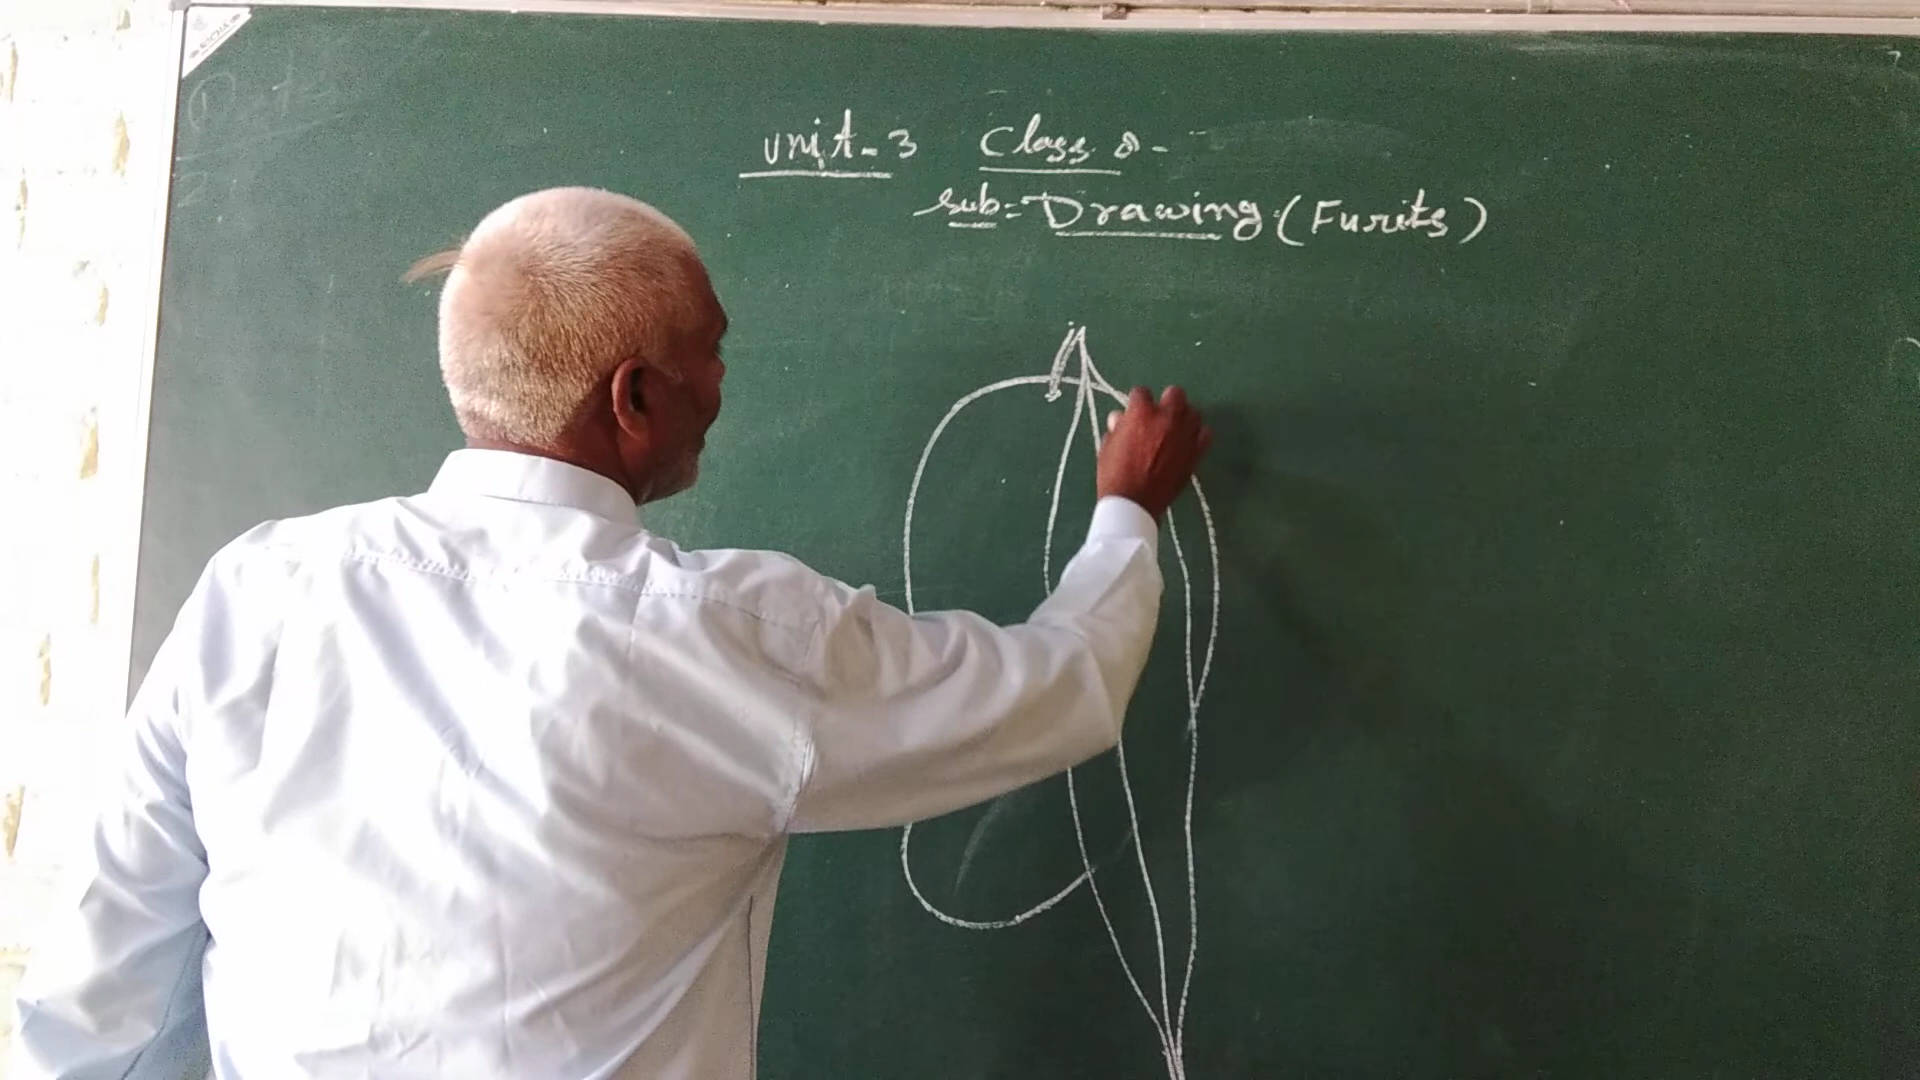 unit-3 Class 8-
sub:- Drawing:(Furits)